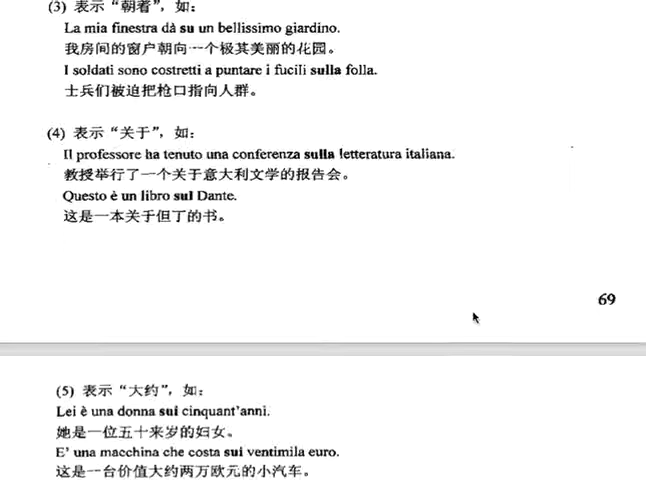 (3) 表示“朝着”，如：
La mia finestra dà su un bellissimo giardino.
我房间的窗户朝向一个极其美丽的花园。
I soldati sono costretti a puntare i fucili sulla folla.
士兵们被迫把枪口指向人群。
(4) 表示“关于”，如：
Il professore ha tenuto una conferenza sulla letteratura italiana.
教授举行了一个关于意大利文学的报告会。
Questo è un libro sul Dante.
这是一本关于但丁的书。
69
(5) 表示“大约”，如：
Lei è una donna sui cinquant'anni.
她是一位五十来岁的妇女。
E' una macchina che costa sui ventimila euro.
这是一台价值大约两万欧元的小汽车。